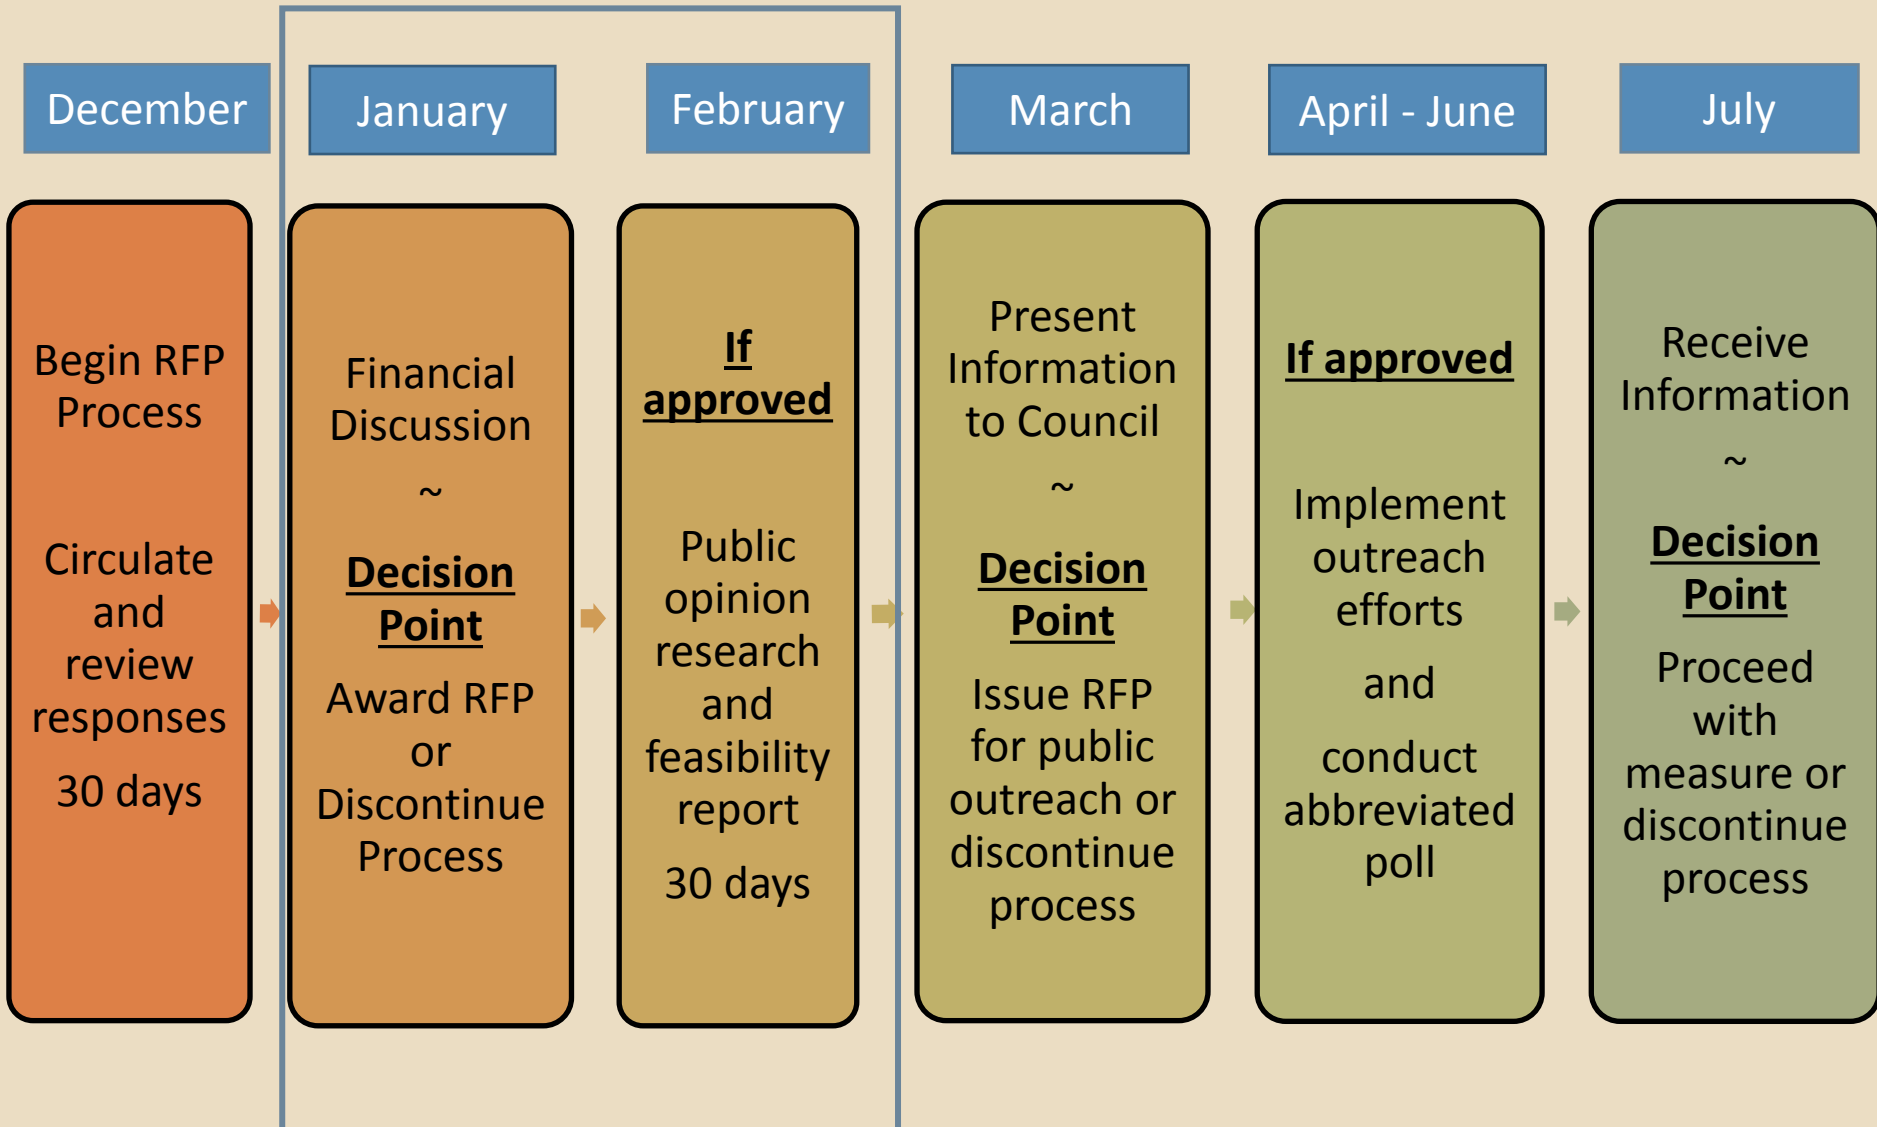 December
January
February
March
April - June
July
Begin RFP
Process
Circulate
and
review
responses
30 days
Financial
Discussion
~
Decision
Point
Award RFP
or
Discontinue
Process
If
approved
Public
opinion
research
and
feasibility
report
30 days
Present
Information
to Council
~
Decision
Point
Issue RFP
for public
outreach or
discontinue
process
If approved
Implement
outreach
efforts
and
conduct
abbreviated
poll
Receive
Information
~
Decision
Point
Proceed
with
measure or
discontinue
process